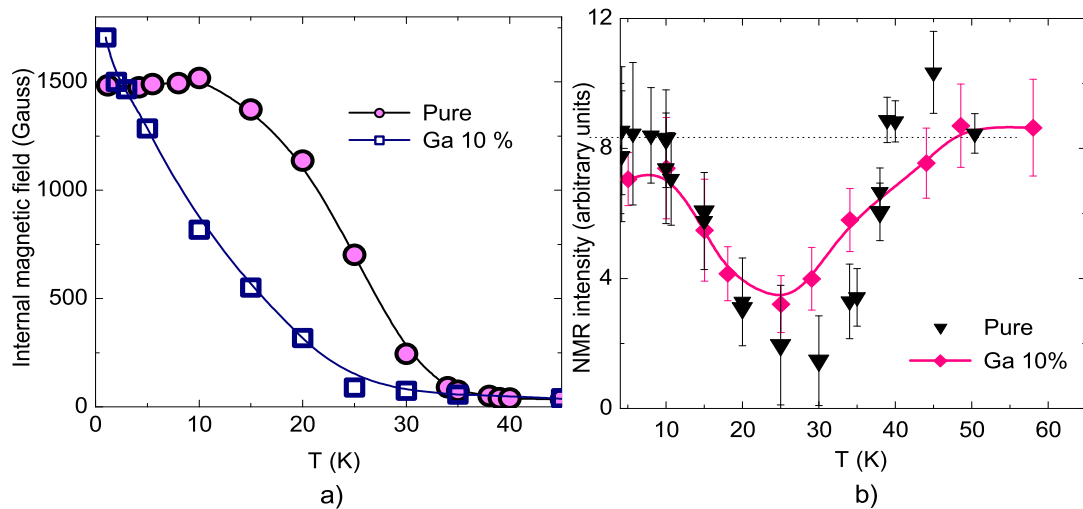 Internal magnetic field (Gauss)
1500
1000
500
0
Pure
Ga 10 %
0
10
20
30
40
T (K)
a)
NMR intensity (arbitrary units)
12
8
4
0
Pure
Ga 10%
10
20
30
40
50
60
T (K)
b)